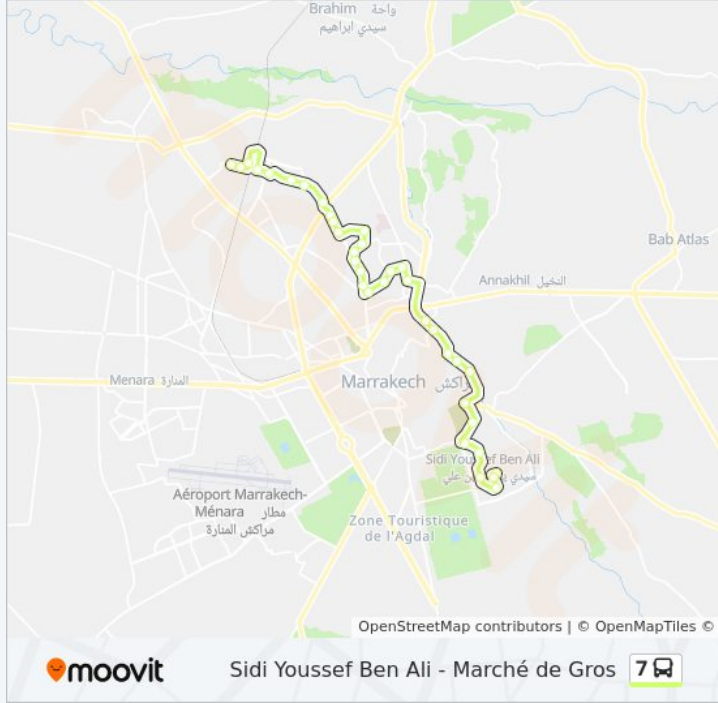 Brahim واحة
سيدي ابراهيم
Bab Atlas
Annakhil النخيل
Menara المنارة
Marrakech مراكش
Sidi Youssef Ben Ali
Aéroport Marrakech-
Ménara مطار
مراكش المنارة
Zone Touristique
de l'Agdal
OpenStreetMap contributors | © OpenMapTiles ©
moovit
Sidi Youssef Ben Ali - Marché de Gros 7